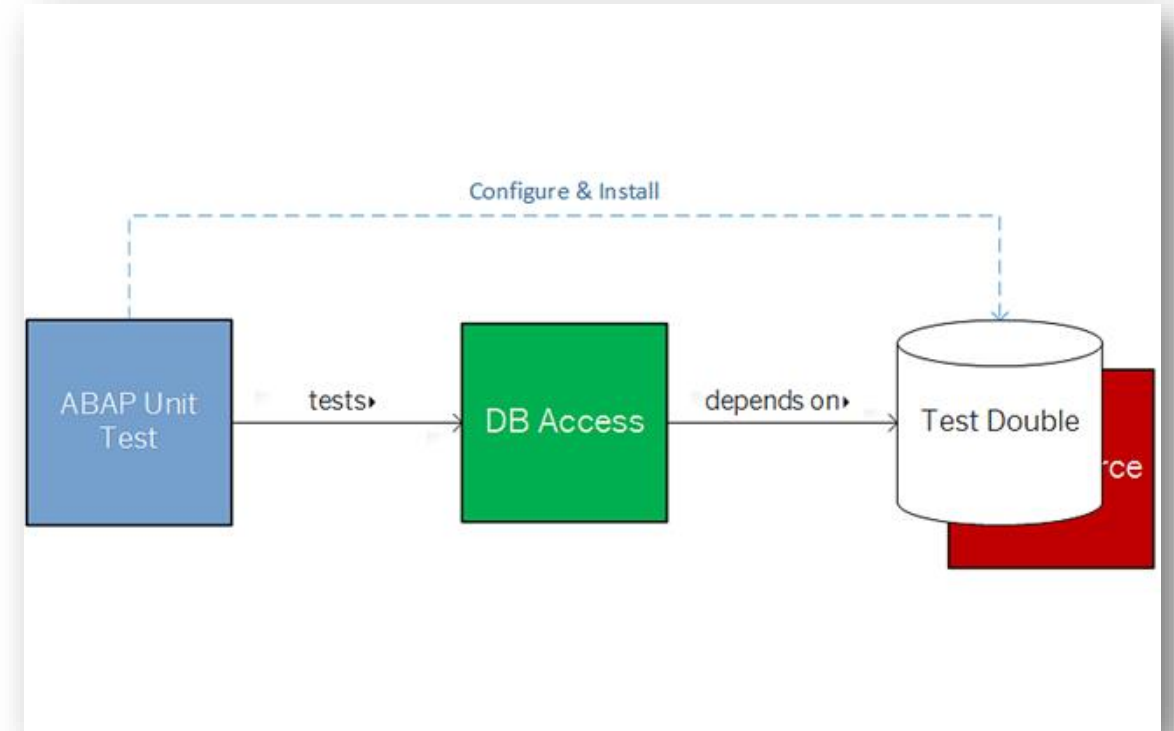 Configure & Install
ABAP Unit
Test
tests
DB Access
depends on
Test Double
rce